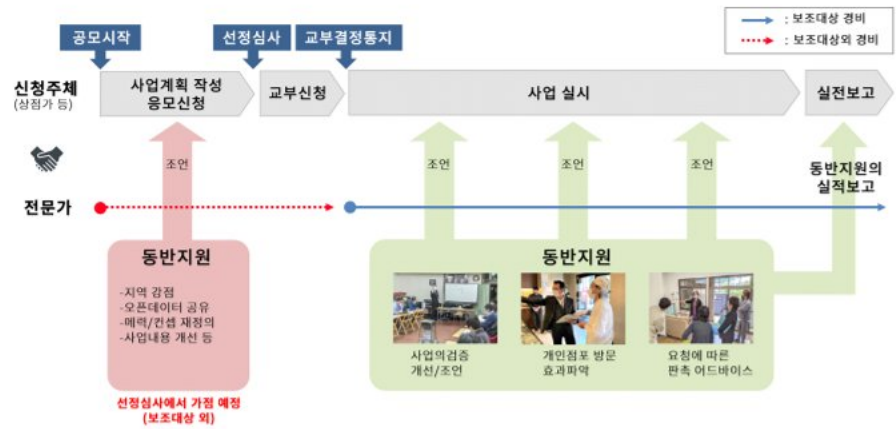 공모시작
선정심사
교부결정통지
: 보조대상 경비
: 보조대상외 경비
신청주체
(상점가 등)
사업계획 작성
응모신청
교부신청
사업 실시
실전보고
조언
조언
조언
조언
동반지원의
실적보고
전문가
동반지원
-지역 강점
-오픈데이터 공유
-메력/컨셉 재정의
-사업내용 개선 등
선정심사에서 가점 예정
(보조대상 외)
동반지원
사업의검증
개선/조언
개인점포 방문
효과파악
요청에 따른
판촉 어드바이스